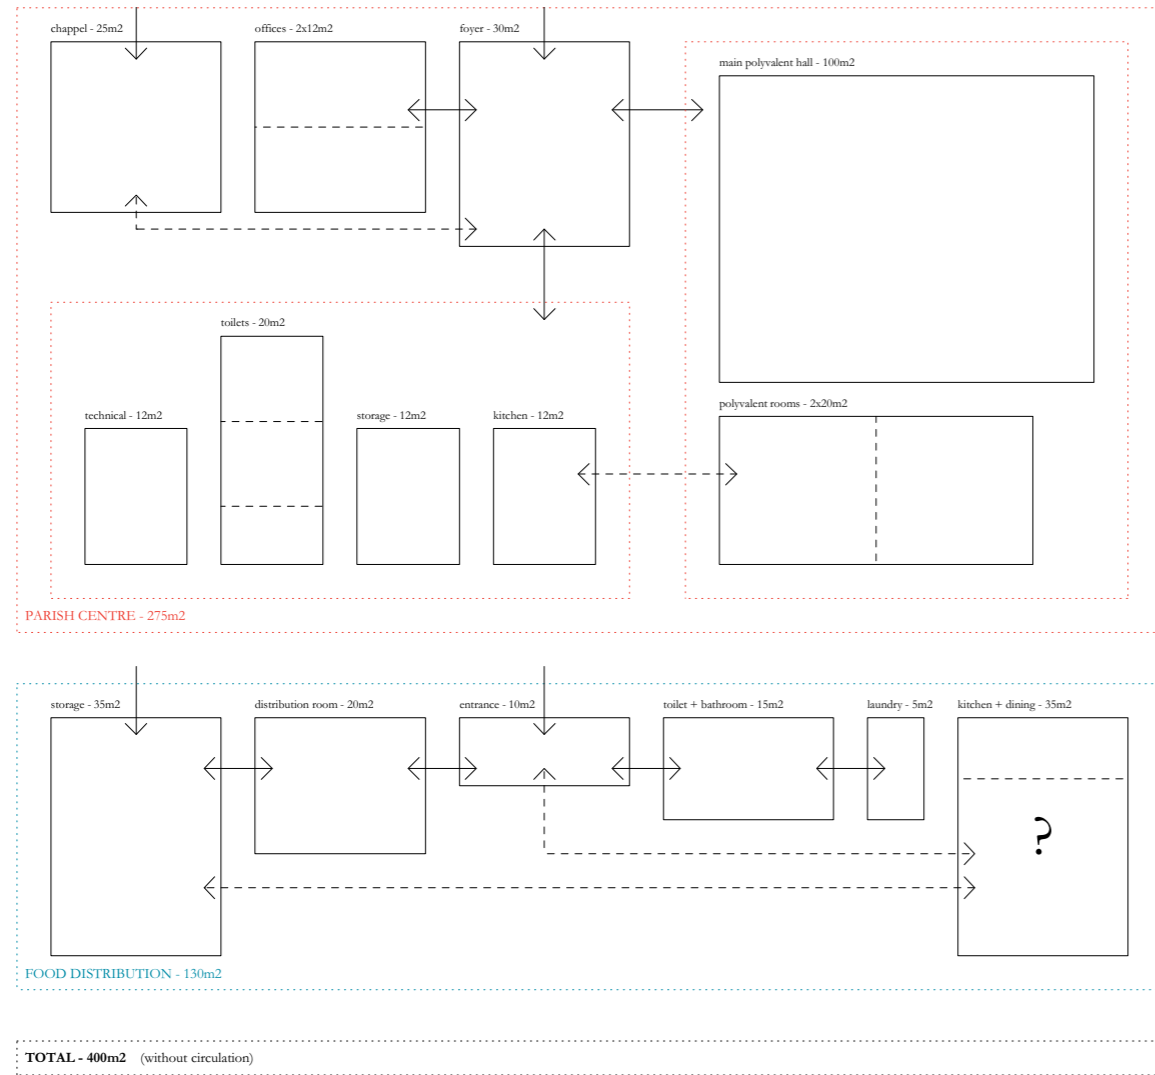 chappel - 25m2
offices - 2x12m2
foyer - 30m2
main polyvalent hall - 100m2
toilets - 20m2
technical - 12m2
storage - 12m2
kitchen - 12m2
polyvalent rooms - 2x20m2
PARISH CENTRE - 275m2
storage - 35m2
distribution room - 20m2
entrance - 10m2
toilet + bathroom - 15m2
laundry - 5m2
kitchen + dining - 35m2
?
FOOD DISTRIBUTION - 130m2
TOTAL - 400m2 (without circulation)